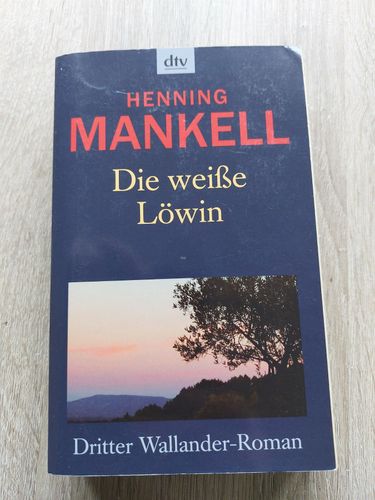 dtv
HENNING
MANKELL
Die weiße
Löwin
Dritter Wallander-Roman